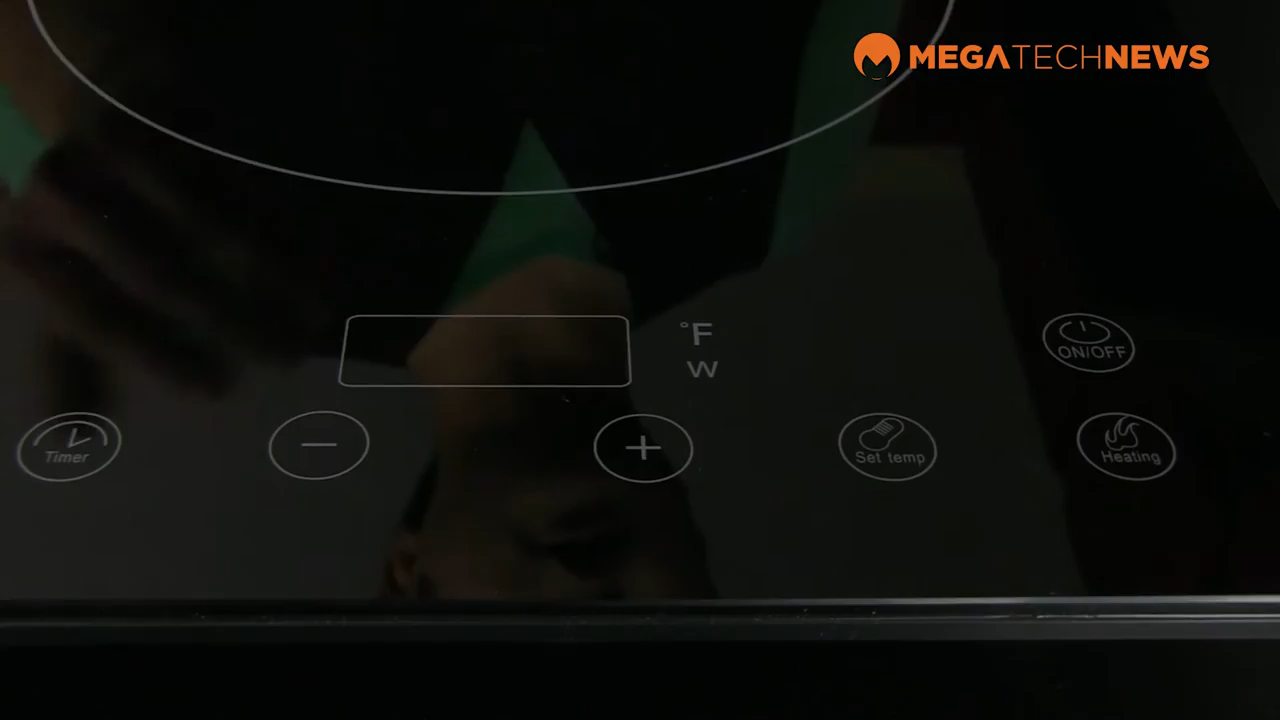 MEGATECHNEWS
°F
W
ON/OFF
Timer
−
+
Set temp
Heating